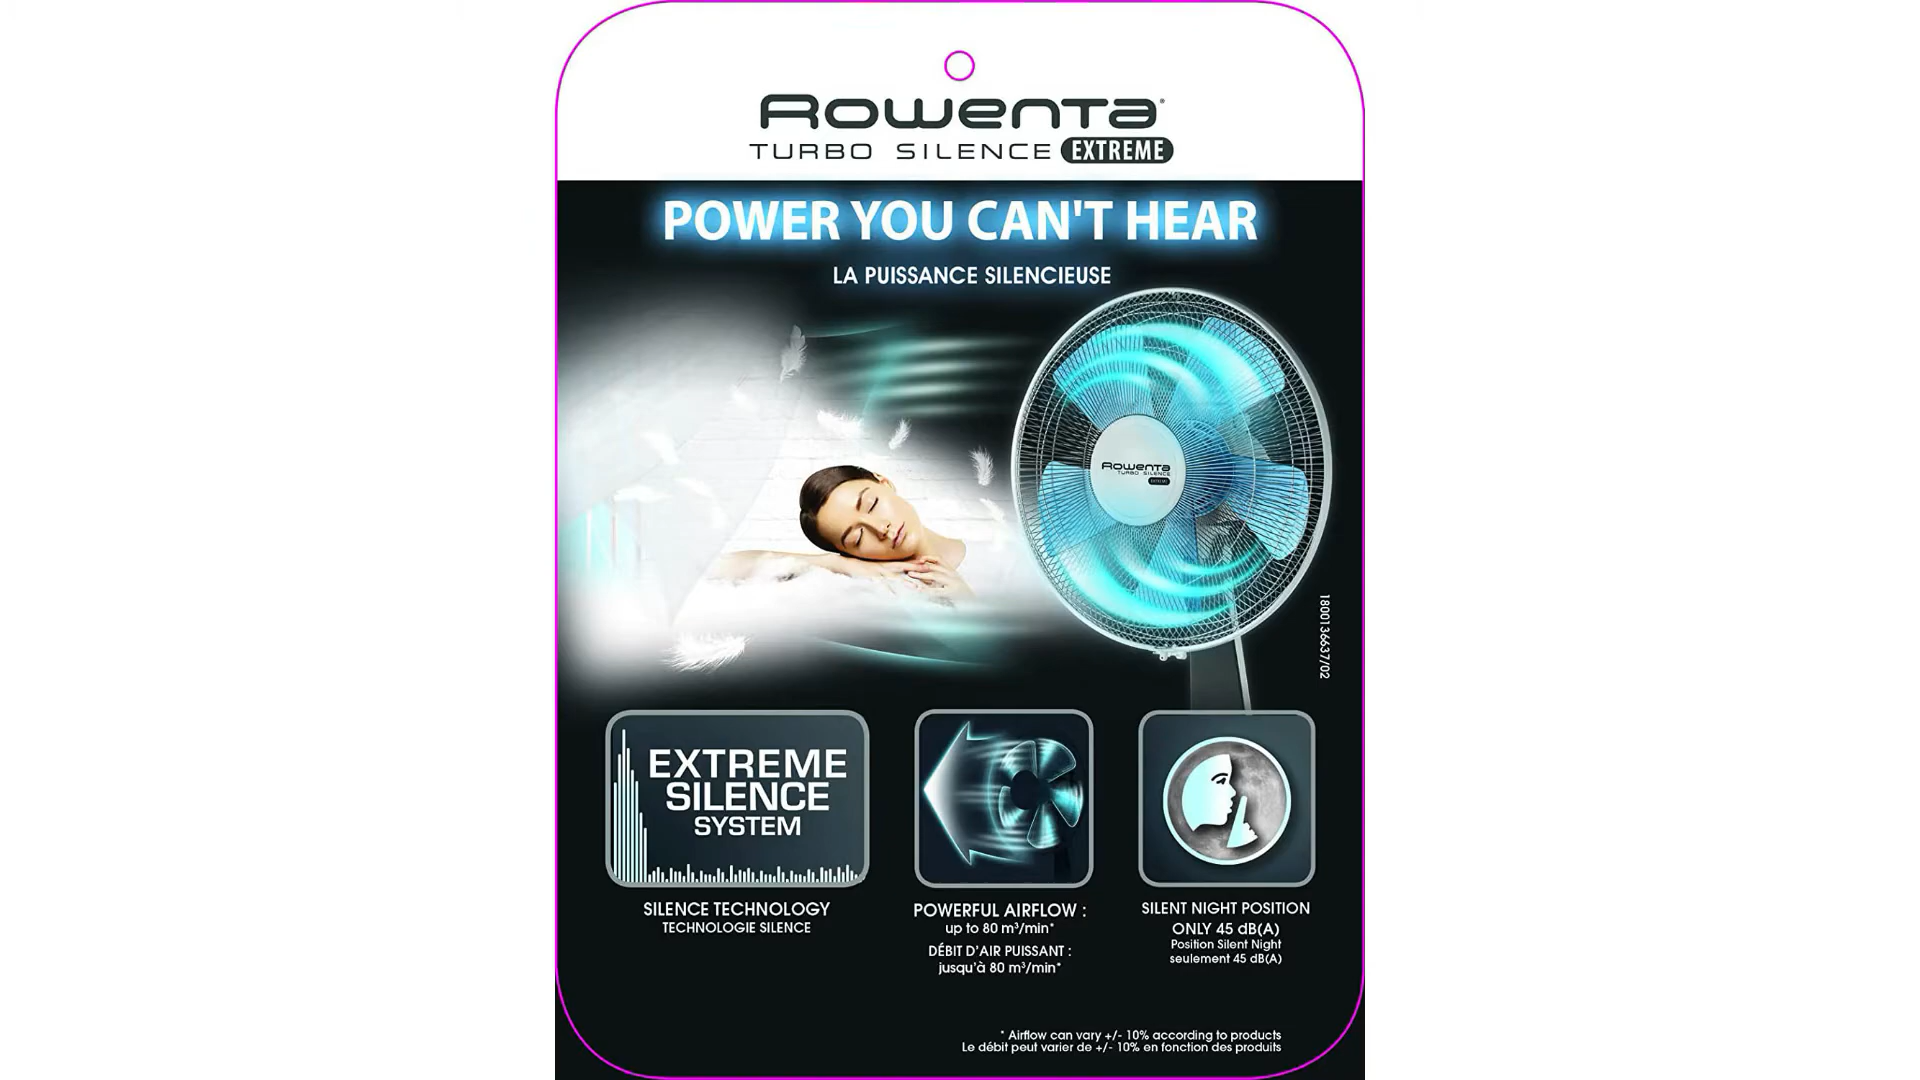 Rowenta
TURBO SILENCE EXTREME
POWER YOU CAN'T HEAR
LA PUISSANCE SILENCIEUSE
Rowenta
TURBO SILENCE
EXTREME
1800136637/02
EXTREME
SILENCE
SYSTEM
SILENCE TECHNOLOGY
TECHNOLOGIE SILENCE
POWERFUL AIRFLOW :
up to 80 m³/min*
DÉBIT D'AIR PUISSANT :
jusqu'à 80 m³/min*
SILENT NIGHT POSITION
ONLY 45 dB(A)
Position Silent Night
seulement 45 dB(A)
* Airflow can vary +/- 10% according to products
Le débit peut varier de +/- 10% en fonction des produits